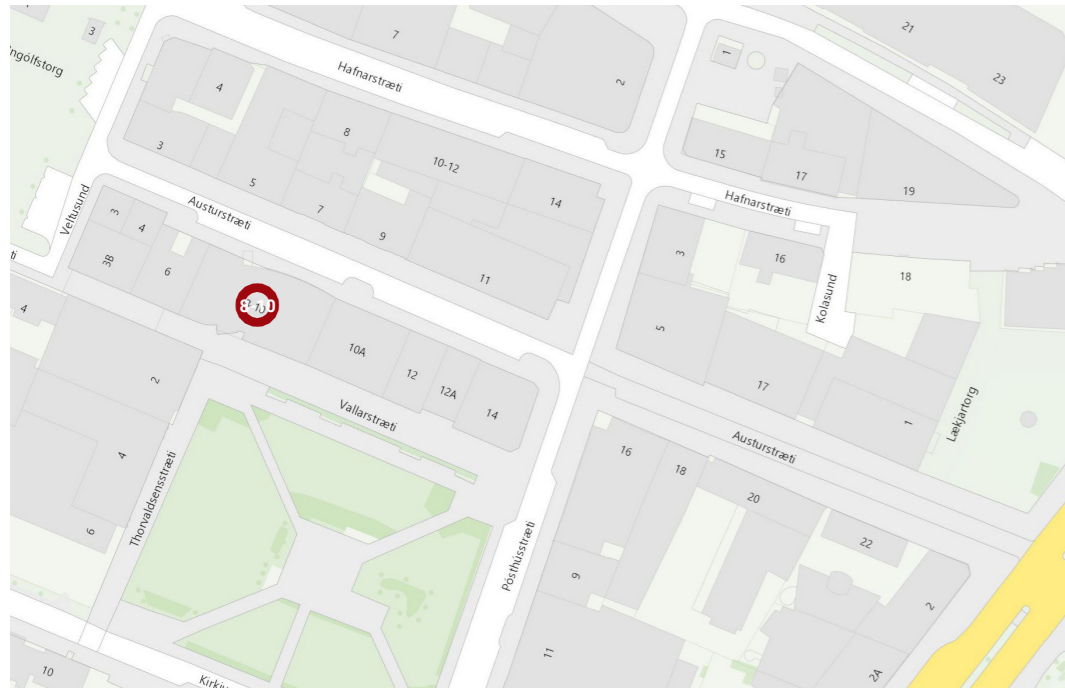 3
7
21
23
Ingólfstorg
Hafnarstræti
4
2
1
3
8
10-12
15
17
19
5
7
14
Veltusund
Austurstræti
9
Hafnarstræti
3
4
11
3
16
18
3B
6
Kolasund
4
8-10
5
10A
17
2
12
12A
14
1
Lækjartorg
Vallarstræti
Austurstræti
16
18
4
20
Thorvaldsensstræti
22
6
Pósthússtræti
9
2
11
2A
10